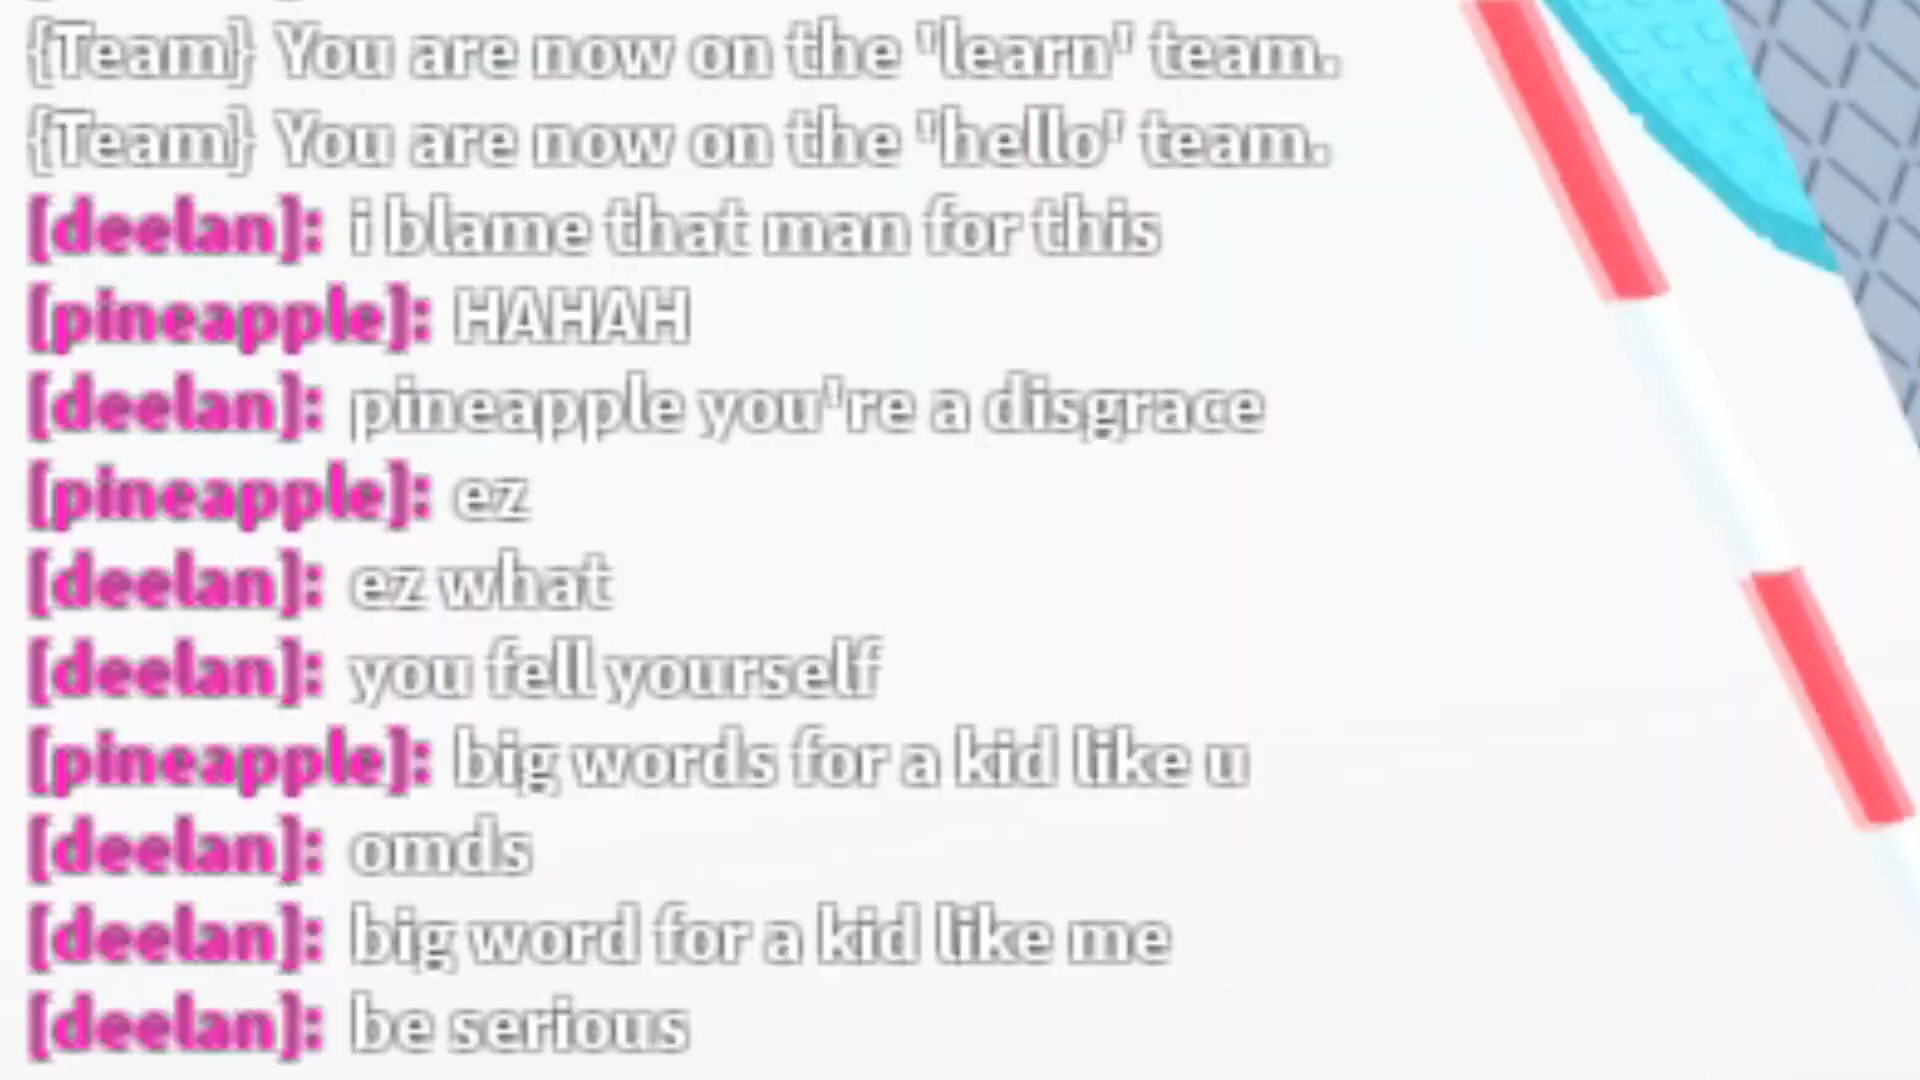 {Team} You are now on the 'learn' team.
{Team} You are now on the 'hello' team.
[deelan]: i blame that man for this
[pineapple]: HAHAH
[deelan]: pineapple you're a disgrace
[pineapple]: ez
[deelan]: ez what
[deelan]: you fell yourself
[pineapple]: big words for a kid like u
[deelan]: omds
[deelan]: big word for a kid like me
[deelan]: be serious